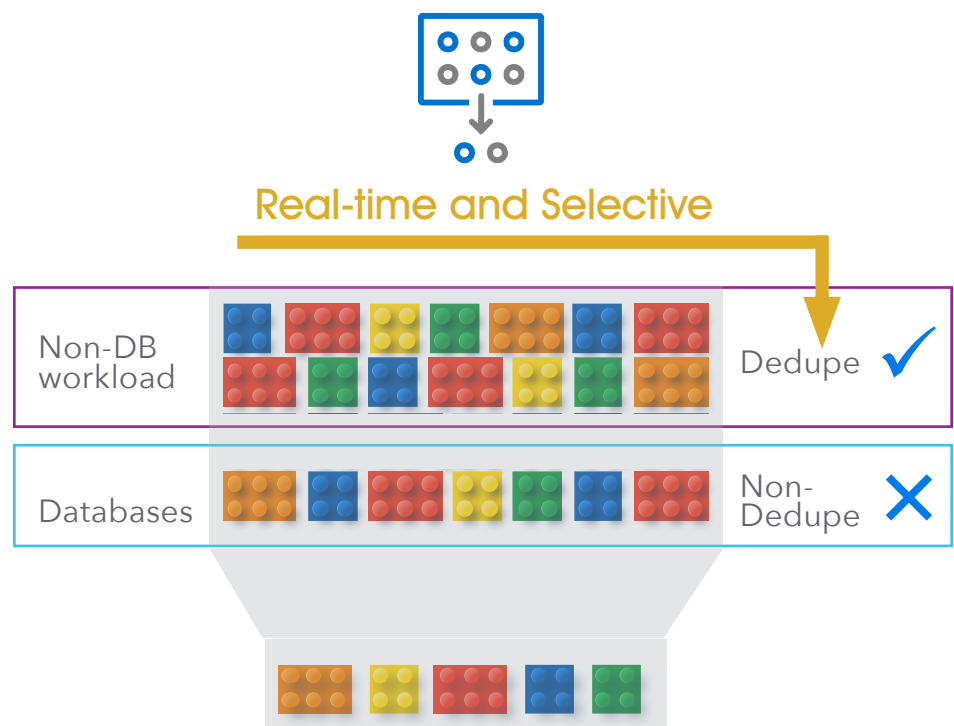 Real-time and Selective
Non-DB
workload
Dedupe
Databases
Non-
Dedupe